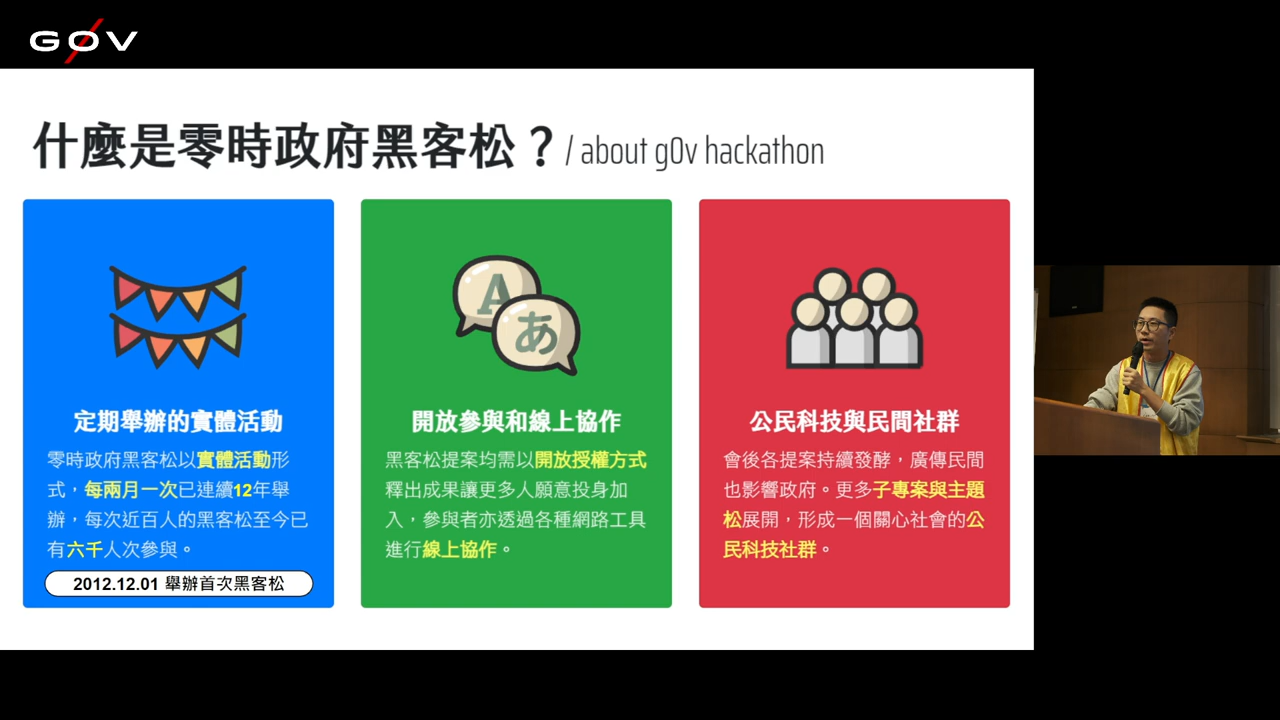 G0V
什麼是零時政府黑客松？/ about g0v hackathon
定期舉辦的實體活動
零時政府黑客松以實體活動形
式，每兩月一次已連續12年舉
辦，每次近百人的黑客松至今已
有六千人次參與。
2012.12.01 舉辦首次黑客松
A
あ
開放參與和線上協作
黑客松提案均需以開放授權方式
釋出成果讓更多人願意投身加
入，參與者亦透過各種網路工具
進行線上協作。
公民科技與民間社群
會後各提案持續發酵，廣傳民間
也影響政府。更多子專案與主題
松展開，形成一個關心社會的公
民科技社群。